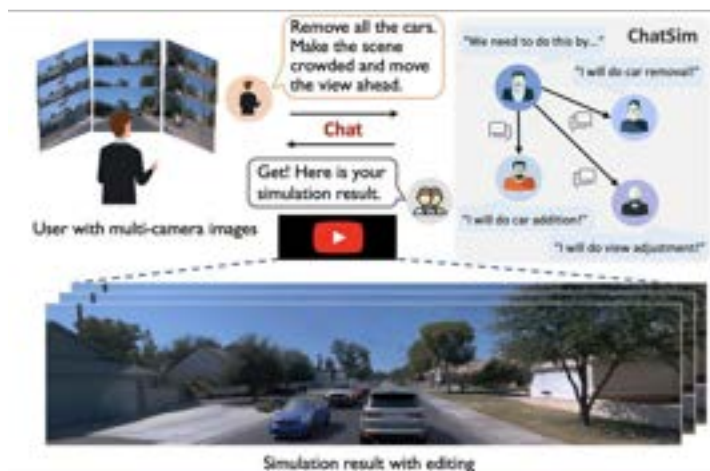 Remove all the cars.
Make the scene
crowded and move
the view ahead.
Chat
Get! Here is your
simulation result.
User with multi-camera images
ChatSim
"We need to do this by..."
"I will do car removal!"
"I will do car addition!"
"I will do view adjustment!"
Simulation result with editing